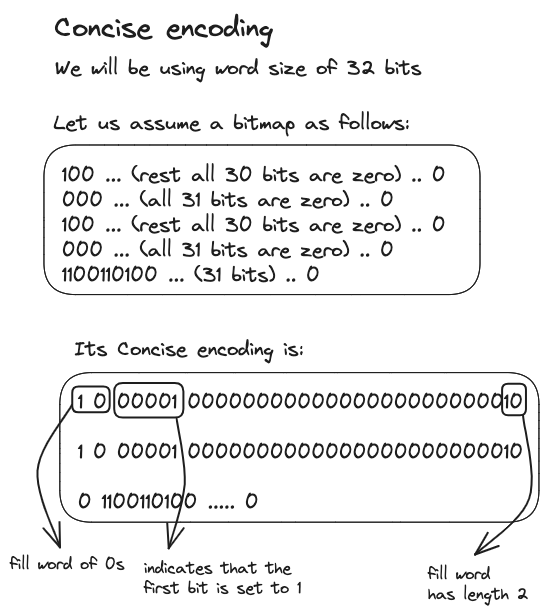 Concise encoding
We will be using word size of 32 bits
Let us assume a bitmap as follows:
100 ... (rest all 30 bits are zero) .. 0
000 ... (all 31 bits are zero) .. 0
100 ... (rest all 30 bits are zero) .. 0
000 ... (all 31 bits are zero) .. 0
1100110100 ... (31 bits) .. 0
Its Concise encoding is:
1 0 00001 0000000000000000000000010
1 0 00001 0000000000000000000000010
0 1100110100 ..... 0
fill word of 0s
indicates that the
first bit is set to 1
fill word
has length 2